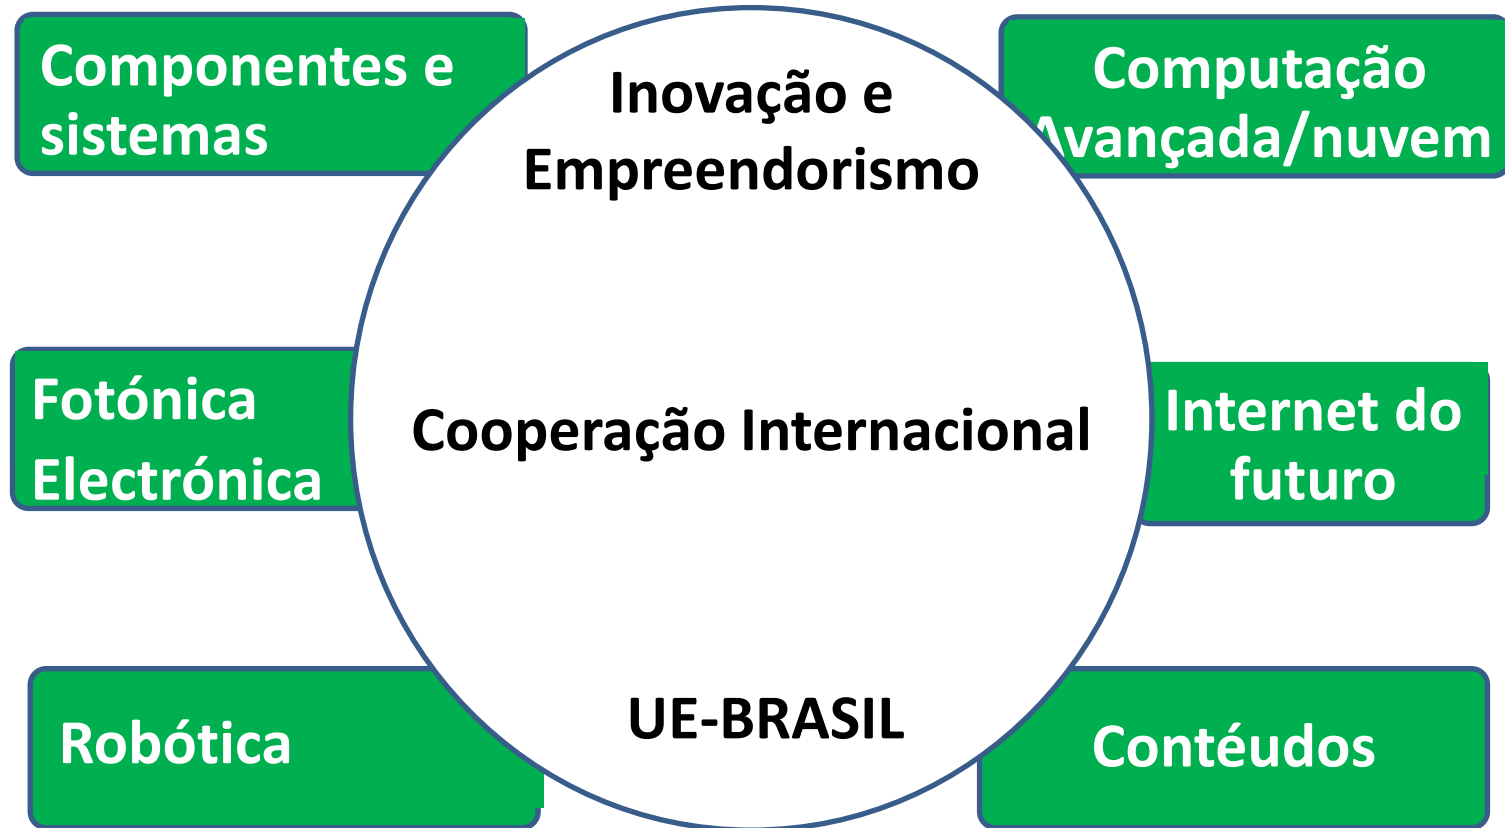 Componentes e
sistemas
Inovação e
Empreendorismo
Computação
Avançada/nuvem
Fotónica
Electrónica
Cooperação Internacional
Internet do
futuro
Robótica
UE-BRASIL
Contéudos